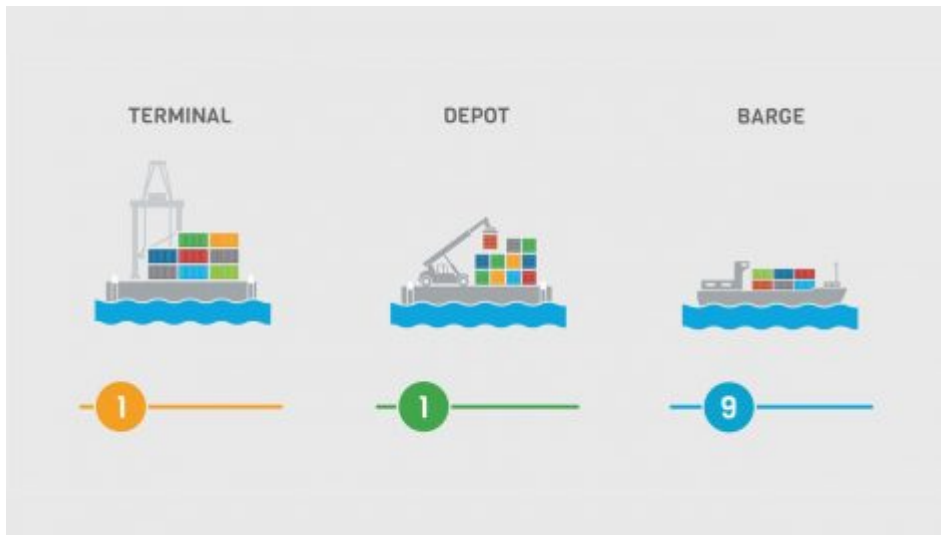 TERMINAL
DEPOT
BARGE
1
1
9